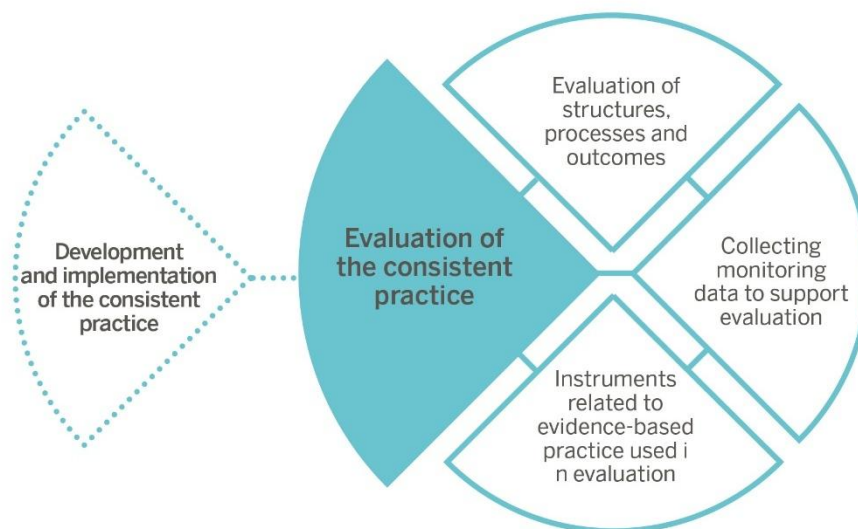 Development
and implementation
of the consistent
practice
Evaluation of
the consistent
practice
Evaluation of
structures,
processes and
outcomes
Collecting
monitoring
data to support
evaluation
Instruments
related to
evidence-based
practice used i
n evaluation